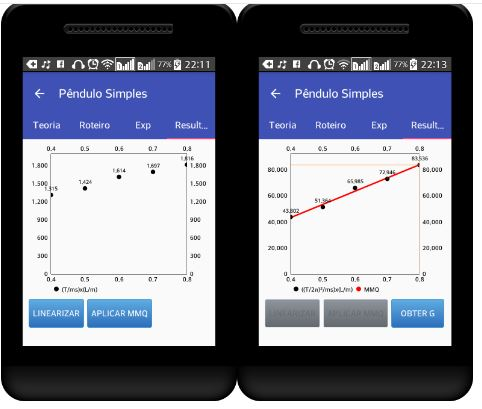 77% 22:11
Pêndulo Simples
Teoria Roteiro Exp Result...
0.4 0.5 0.6 0.7 0.8
1,816
1,800 1,697 1,800
1,614
1,500 1,424 1,500
1,315
1,200 1,200
900 900
600 600
300 300
0 0
0.4 0.5 0.6 0.7 0.8
(T/ms)x(L/m)
LINEARIZAR APLICAR MMQ
77% 22:13
Pêndulo Simples
Teoria Roteiro Exp Result...
0.4 0.5 0.6 0.7 0.8
83,536
80,000 72,946 80,000
65,985
60,000 60,000
51,364
43,802
40,000 40,000
20,000 20,000
0 0
0.4 0.5 0.6 0.7 0.8
((T/2π)²/ms)x(L/m) MMQ
LINEARIZAR APLICAR MMQ OBTER G